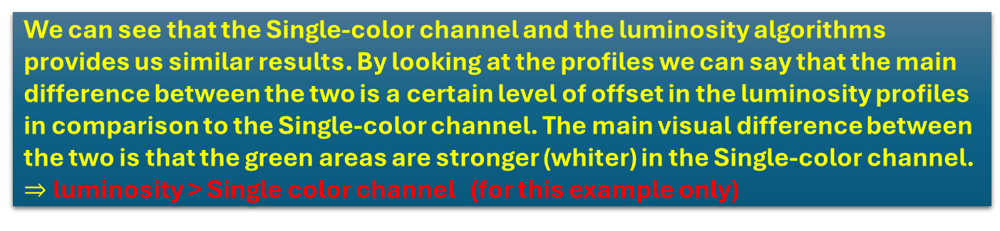 We can see that the Single-color channel and the luminosity algorithms
provides us similar results. By looking at the profiles we can say that the main
difference between the two is a certain level of offset in the luminosity profiles
in comparison to the Single-color channel. The main visual difference between
the two is that the green areas are stronger (whiter) in the Single-color channel.
⇒ luminosity > Single color channel (for this example only)